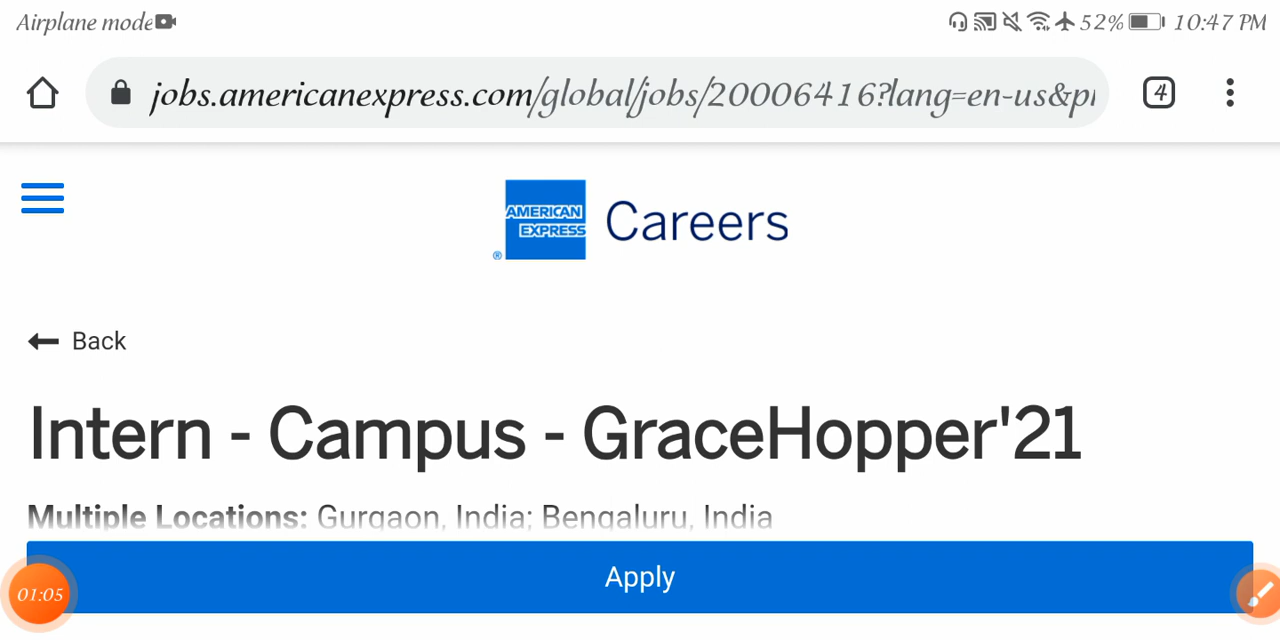 Airplane mode 52% 10:47 PM
jobs.americanexpress.com/global/jobs/20006416?lang=en-us&pr 4
AMERICAN
EXPRESS
® Careers
Back
Intern - Campus - GraceHopper'21
Multiple Locations: Gurgaon, India; Bengaluru, India
Apply
01:05